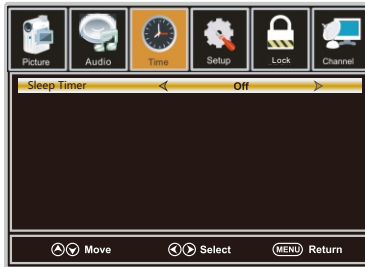 Picture Audio Time Setup Lock Channel
Sleep Timer Off
Move Select MENU Return